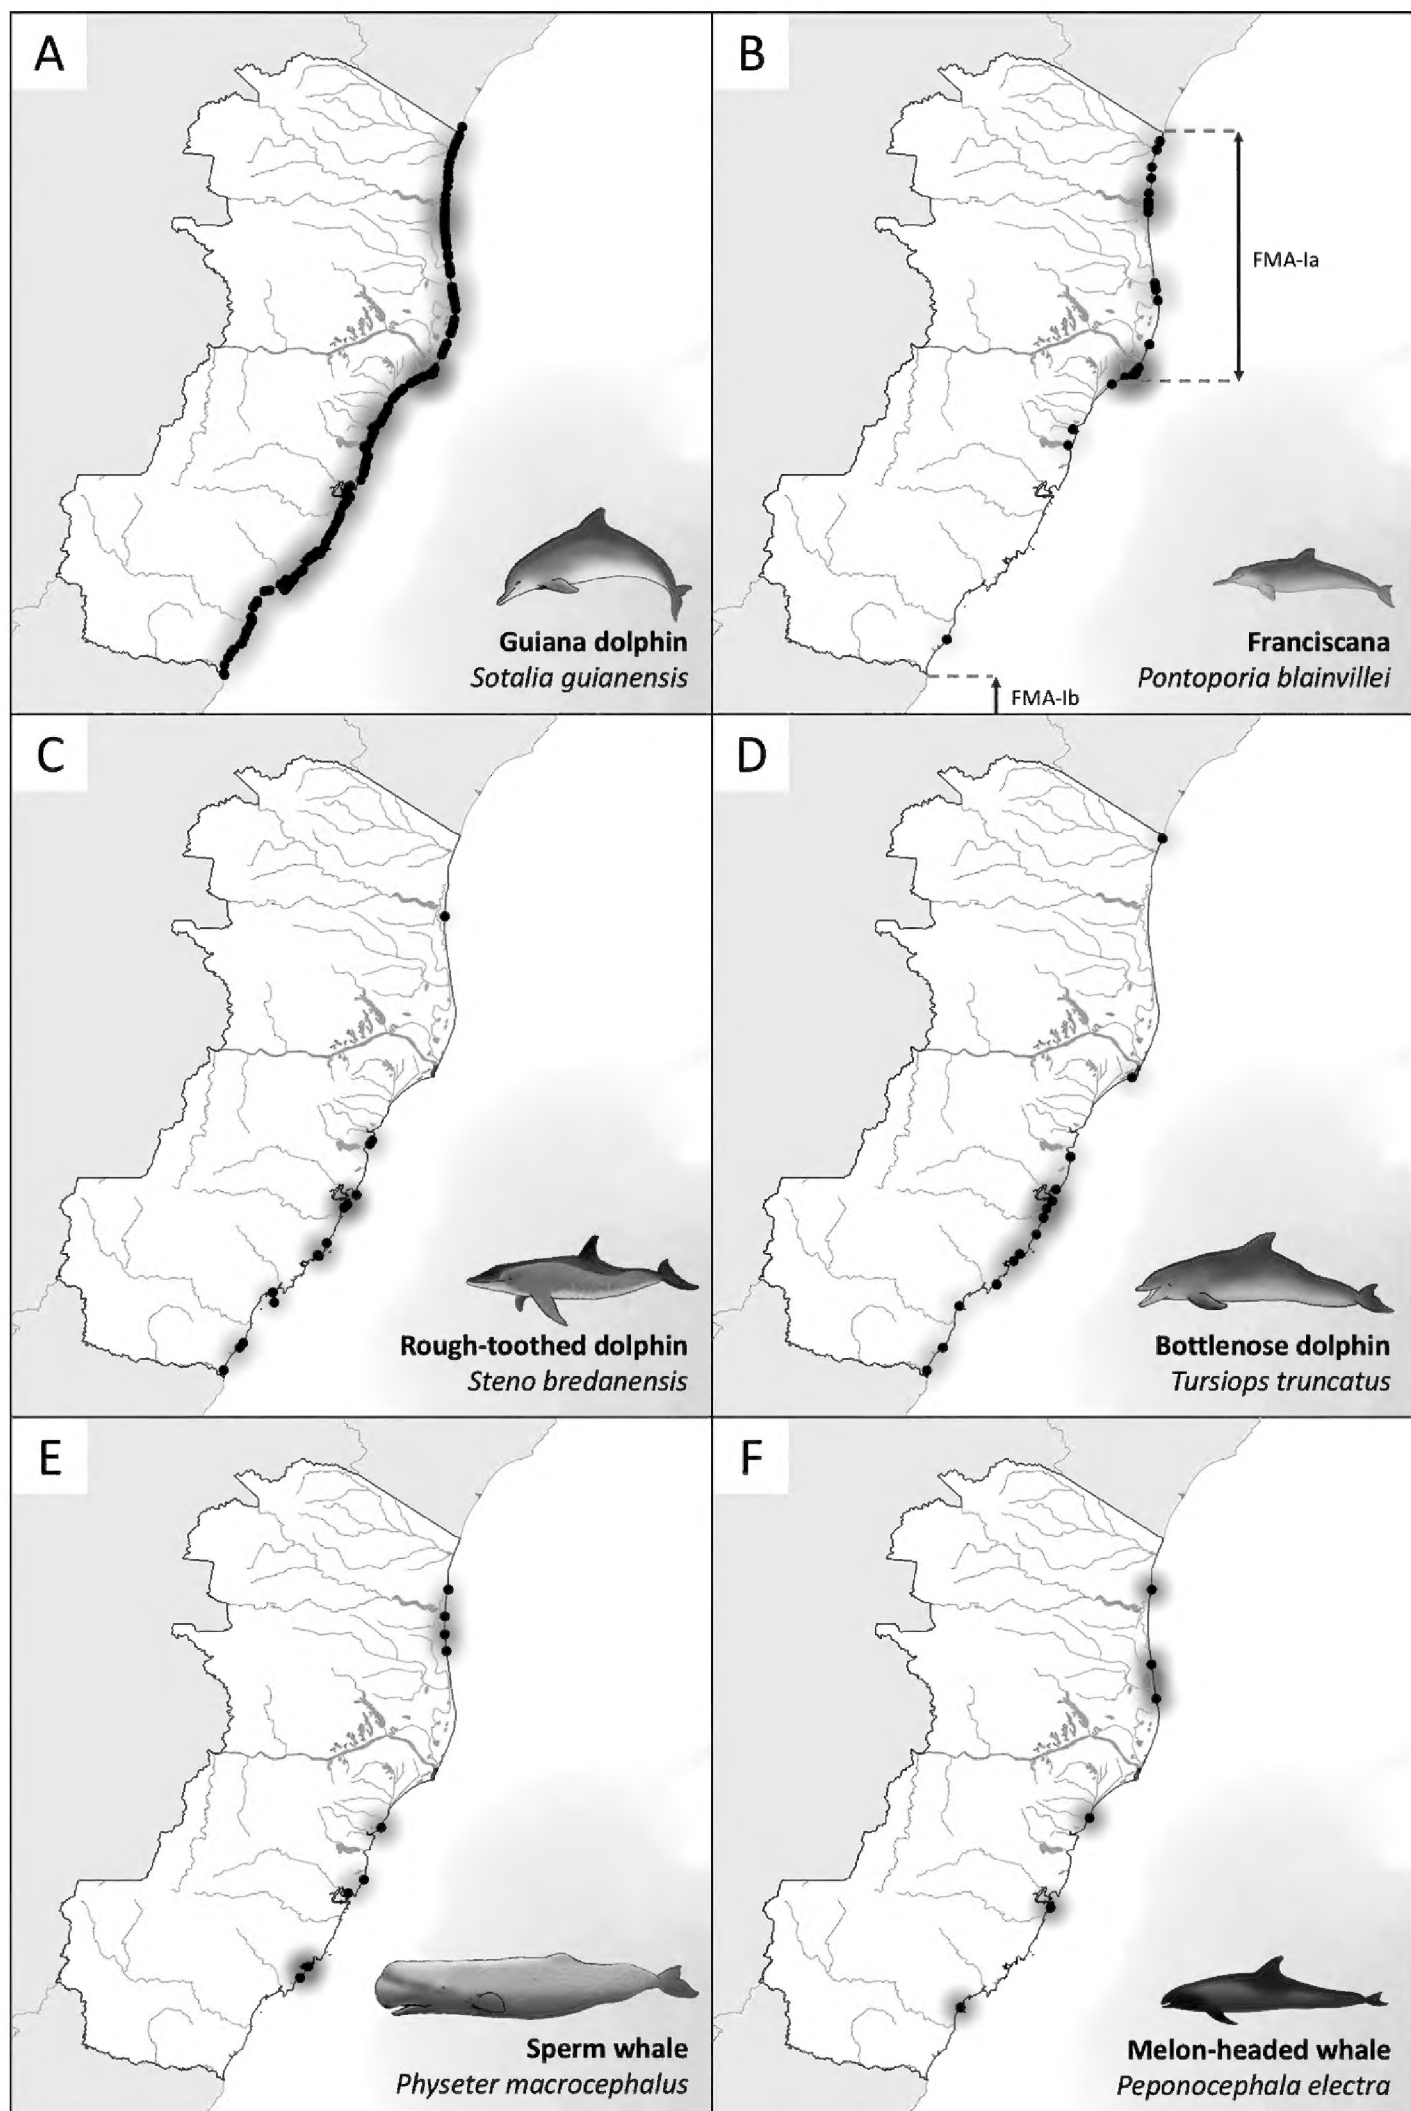 A
Guiana dolphin
Sotalia guianensis
B
FMA-Ia
Franciscana
Pontoporia blainvillei
FMA-Ib
C
Rough-toothed dolphin
Steno bredanensis
D
Bottlenose dolphin
Tursiops truncatus
E
Sperm whale
Physeter macrocephalus
F
Melon-headed whale
Peponocephala electra